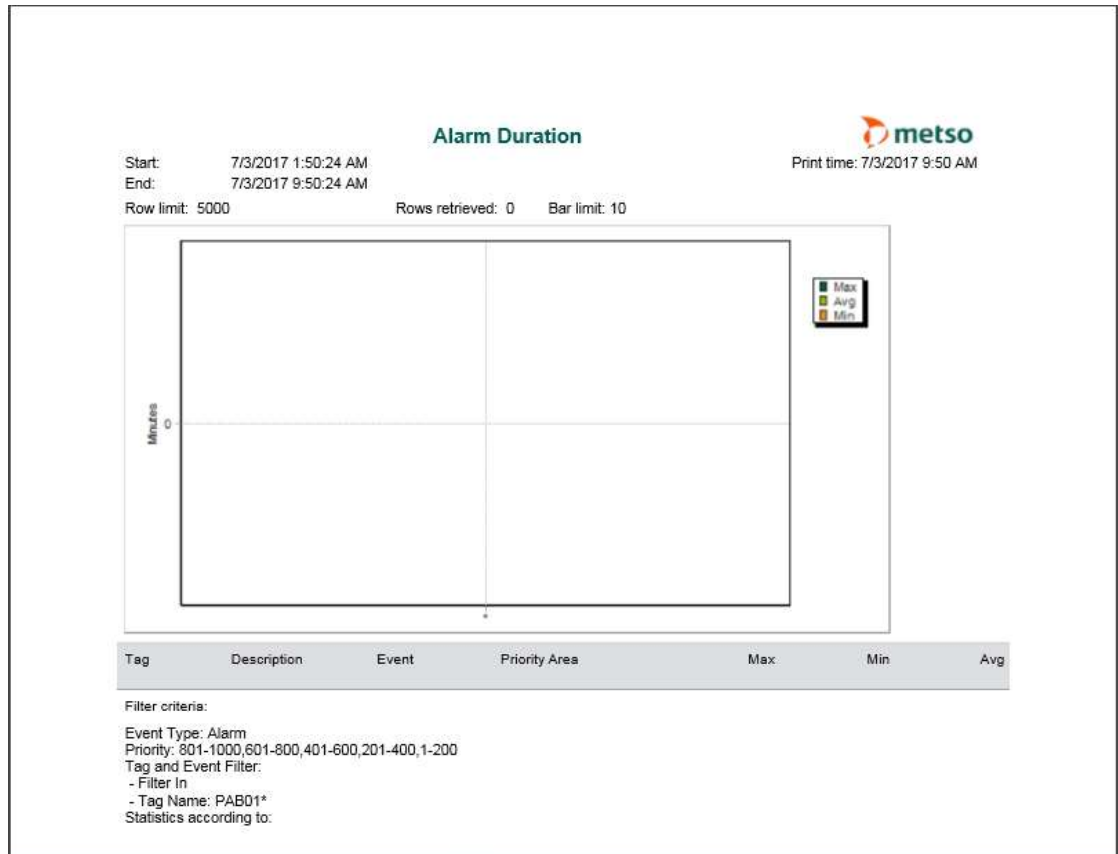 Alarm Duration
metso
Start: 7/3/2017 1:50:24 AM
Print time: 7/3/2017 9:50 AM
End: 7/3/2017 9:50:24 AM
Row limit: 5000 Rows retrieved: 0 Bar limit: 10
Max
Avg
Min
Minutes
0
Tag Description Event Priority Area Max Min Avg
Filter criteria:
Event Type: Alarm
Priority: 801-1000,601-800,401-600,201-400,1-200
Tag and Event Filter:
- Filter In
- Tag Name: PAB01*
Statistics according to: